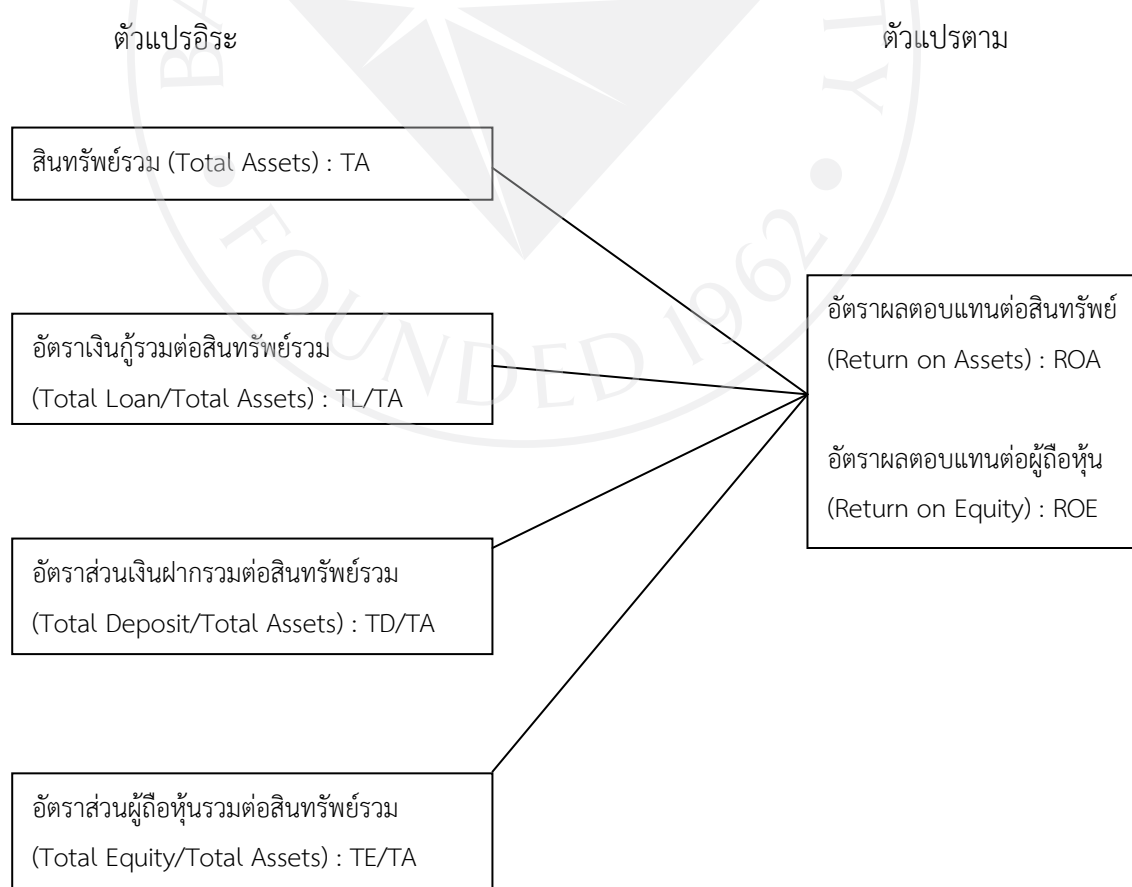 ตัวแปรอิระ
ตัวแปรตาม
สินทรัพย์รวม (Total Assets) : TA
อัตราเงินกู้รวมต่อสินทรัพย์รวม
(Total Loan/Total Assets) : TL/TA
อัตราส่วนเงินฝากรวมต่อสินทรัพย์รวม
(Total Deposit/Total Assets) : TD/TA
อัตราส่วนผู้ถือหุ้นรวมต่อสินทรัพย์รวม
(Total Equity/Total Assets) : TE/TA
อัตราผลตอบแทนต่อสินทรัพย์
(Return on Assets) : ROA
อัตราผลตอบแทนต่อผู้ถือหุ้น
(Return on Equity) : ROE
FOUNDED 1962